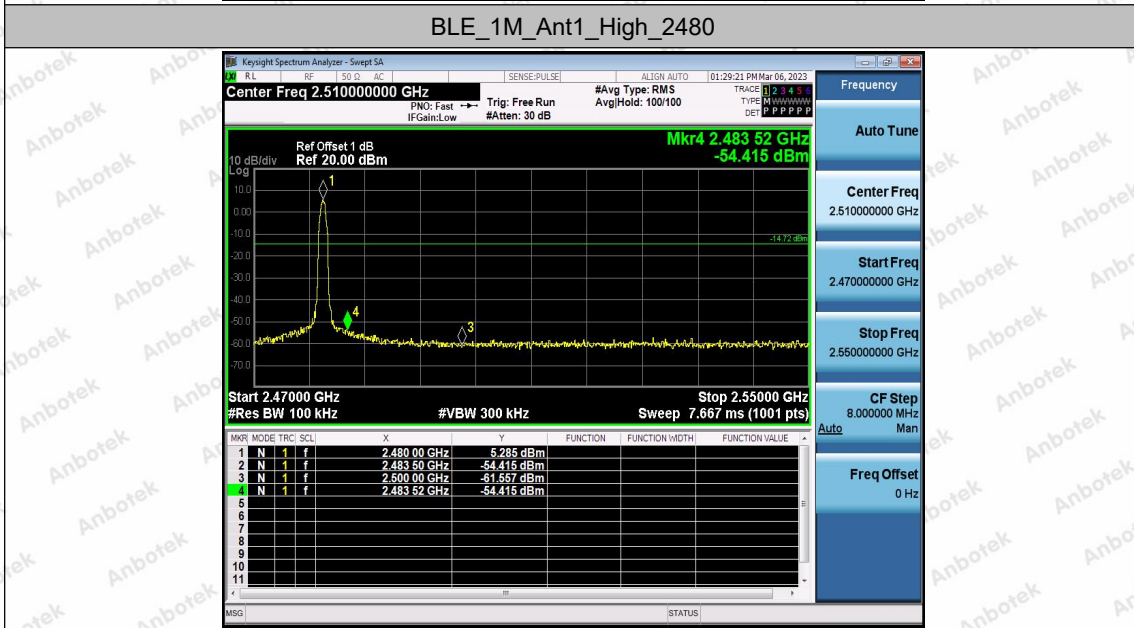 BLE_1M_Ant1_High_2480
Keysight Spectrum Analyzer - Swept SA
LXI RL RF 50 Ω AC SENSE:PULSE ALIGN AUTO 01:29:21 PM Mar 06, 2023
Center Freq 2.510000000 GHz
PNO: Fast
IFGain:Low
Trig: Free Run
#Atten: 30 dB
#Avg Type: RMS
Avg|Hold: 100/100
TRACE 1 2 3 4 5 6
TYPE MWWWWW
DET P P P P P P
Mkr4 2.483 52 GHz
-54.415 dBm
Ref Offset 1 dB
10 dB/div Ref 20.00 dBm
Log
10.0
0.00
-10.0
-20.0
-30.0
-40.0
-50.0
-60.0
-70.0
1
4
3
-14.72 dBm
Start 2.47000 GHz Stop 2.55000 GHz
#Res BW 100 kHz #VBW 300 kHz Sweep 7.667 ms (1001 pts)
MKR MODE TRC SCL X Y FUNCTION FUNCTION WIDTH FUNCTION VALUE
1 N 1 f 2.480 00 GHz 5.285 dBm
2 N 1 f 2.483 50 GHz -54.415 dBm
3 N 1 f 2.500 00 GHz -61.557 dBm
4 N 1 f 2.483 52 GHz -54.415 dBm
5
6
7
8
9
10
11
MSG STATUS
Frequency
Auto Tune
Center Freq
2.510000000 GHz
Start Freq
2.470000000 GHz
Stop Freq
2.550000000 GHz
CF Step
8.000000 MHz
Auto Man
Freq Offset
0 Hz
Anbotek